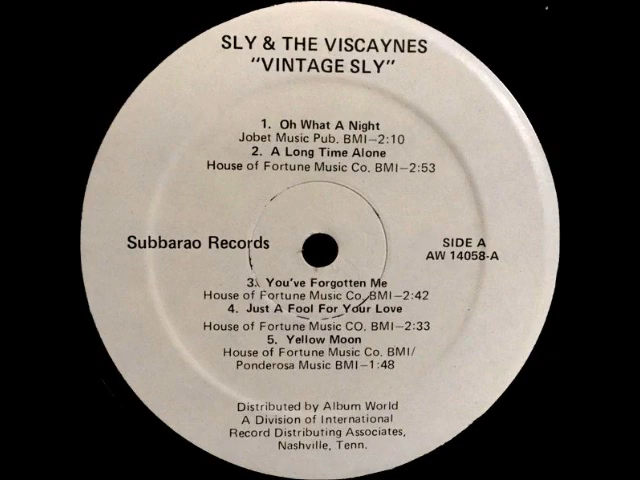 SLY & THE VISCAYNES
"VINTAGE SLY"
1. Oh What A Night
Jobet Music Pub. BMI–2:10
2. A Long Time Alone
House of Fortune Music Co. BMI–2:53
Subbarao Records
SIDE A
AW 14058-A
3. You've Forgotten Me
House of Fortune Music Co. BMI–2:42
4. Just A Fool For Your Love
House of Fortune Music CO. BMI–2:33
5. Yellow Moon
House of Fortune Music Co. BMI/
Ponderosa Music BMI–1:48
Distributed by Album World
A Division of International
Record Distributing Associates,
Nashville, Tenn.